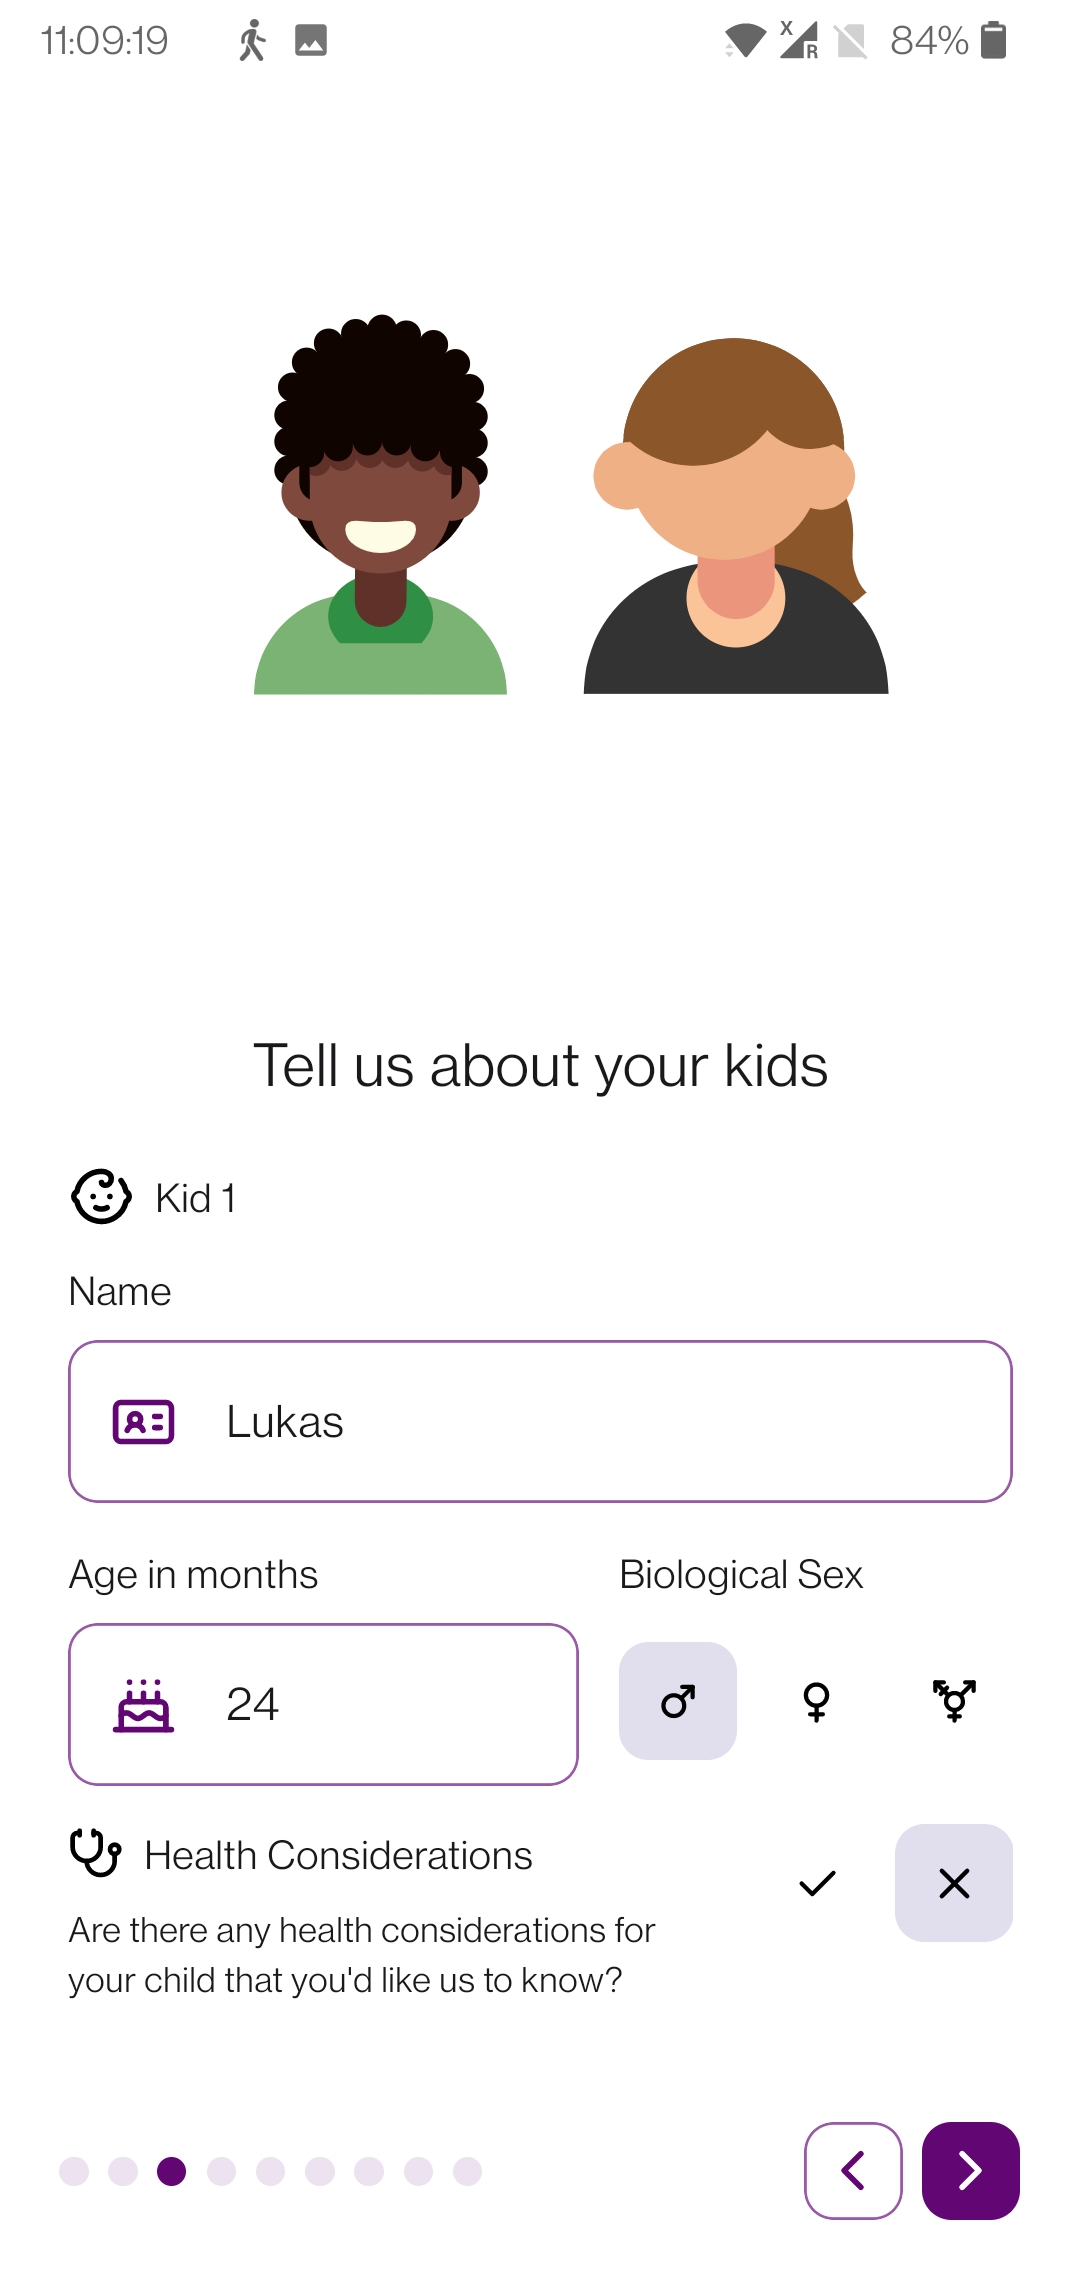 11:09:19
X
R
84%
Tell us about your kids
Kid 1
Name
Lukas
Age in months
Biological Sex
24
Health Considerations
Are there any health considerations for
your child that you'd like us to know?